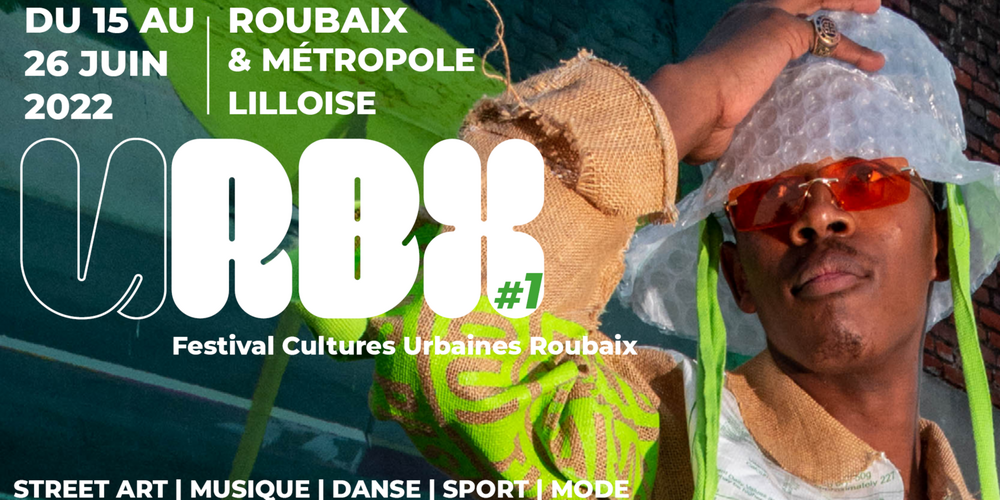 DU 15 AU
26 JUIN
2022
ROUBAIX
& MÉTROPOLE
LILLOISE
URBX
#1
Festival Cultures Urbaines Roubaix
STREET ART | MUSIQUE | DANSE | SPORT | MODE